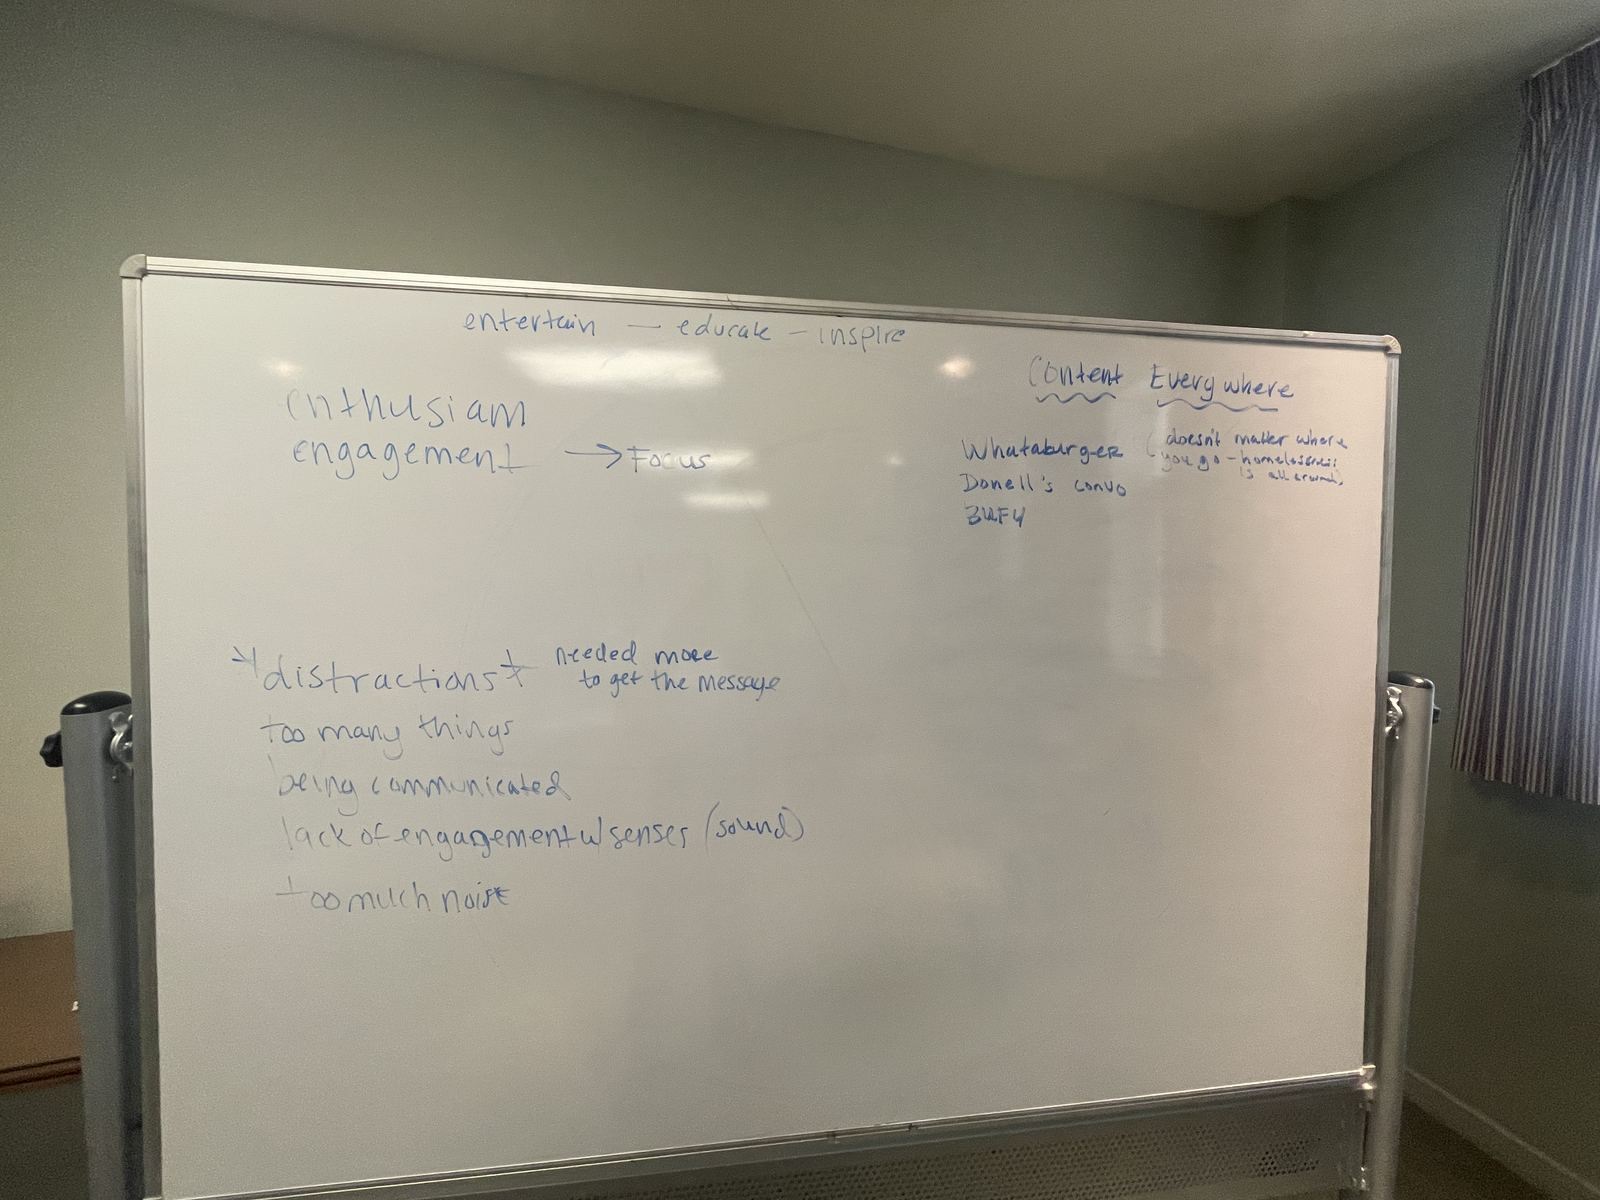 entertain — educate — inspire
enthusiam
engagement → Focus
Content Everywhere
Whataburger (doesn't matter where
you go - homelessness
is all around)
Donell's convo
*distractions* needed more
to get the message
too many things
being communicated
lack of engagement w/ senses (sound)
too much noise